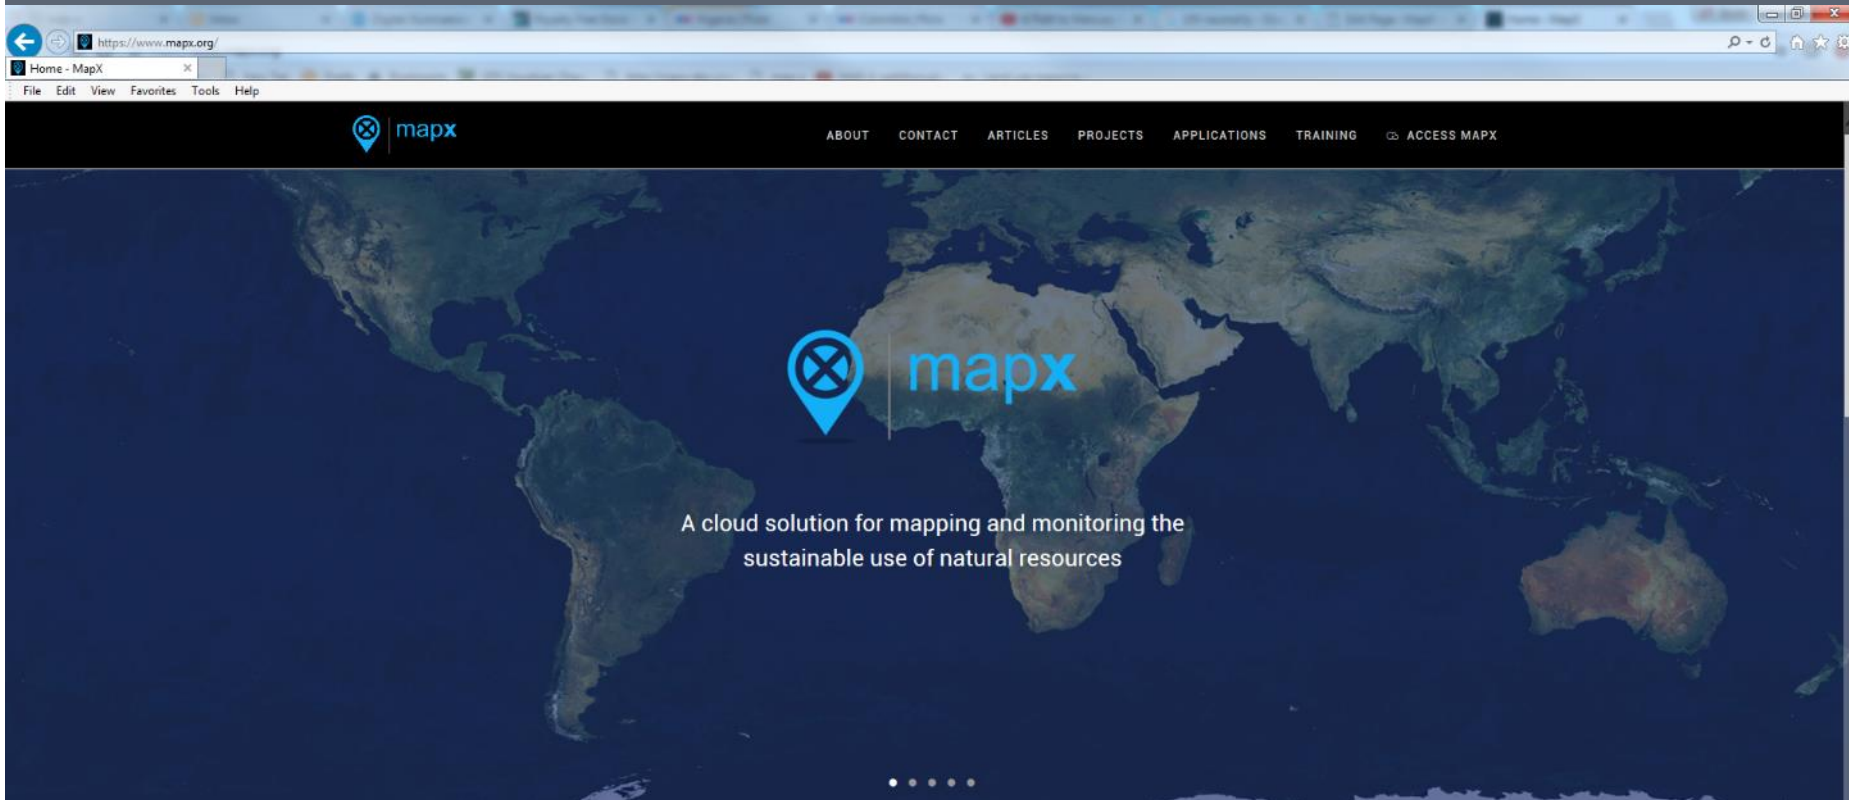 https://www.mapx.org/
Home - MapX
File Edit View Favorites Tools Help
mapx
ABOUT CONTACT ARTICLES PROJECTS APPLICATIONS TRAINING ACCESS MAPX
mapx
A cloud solution for mapping and monitoring the
sustainable use of natural resources